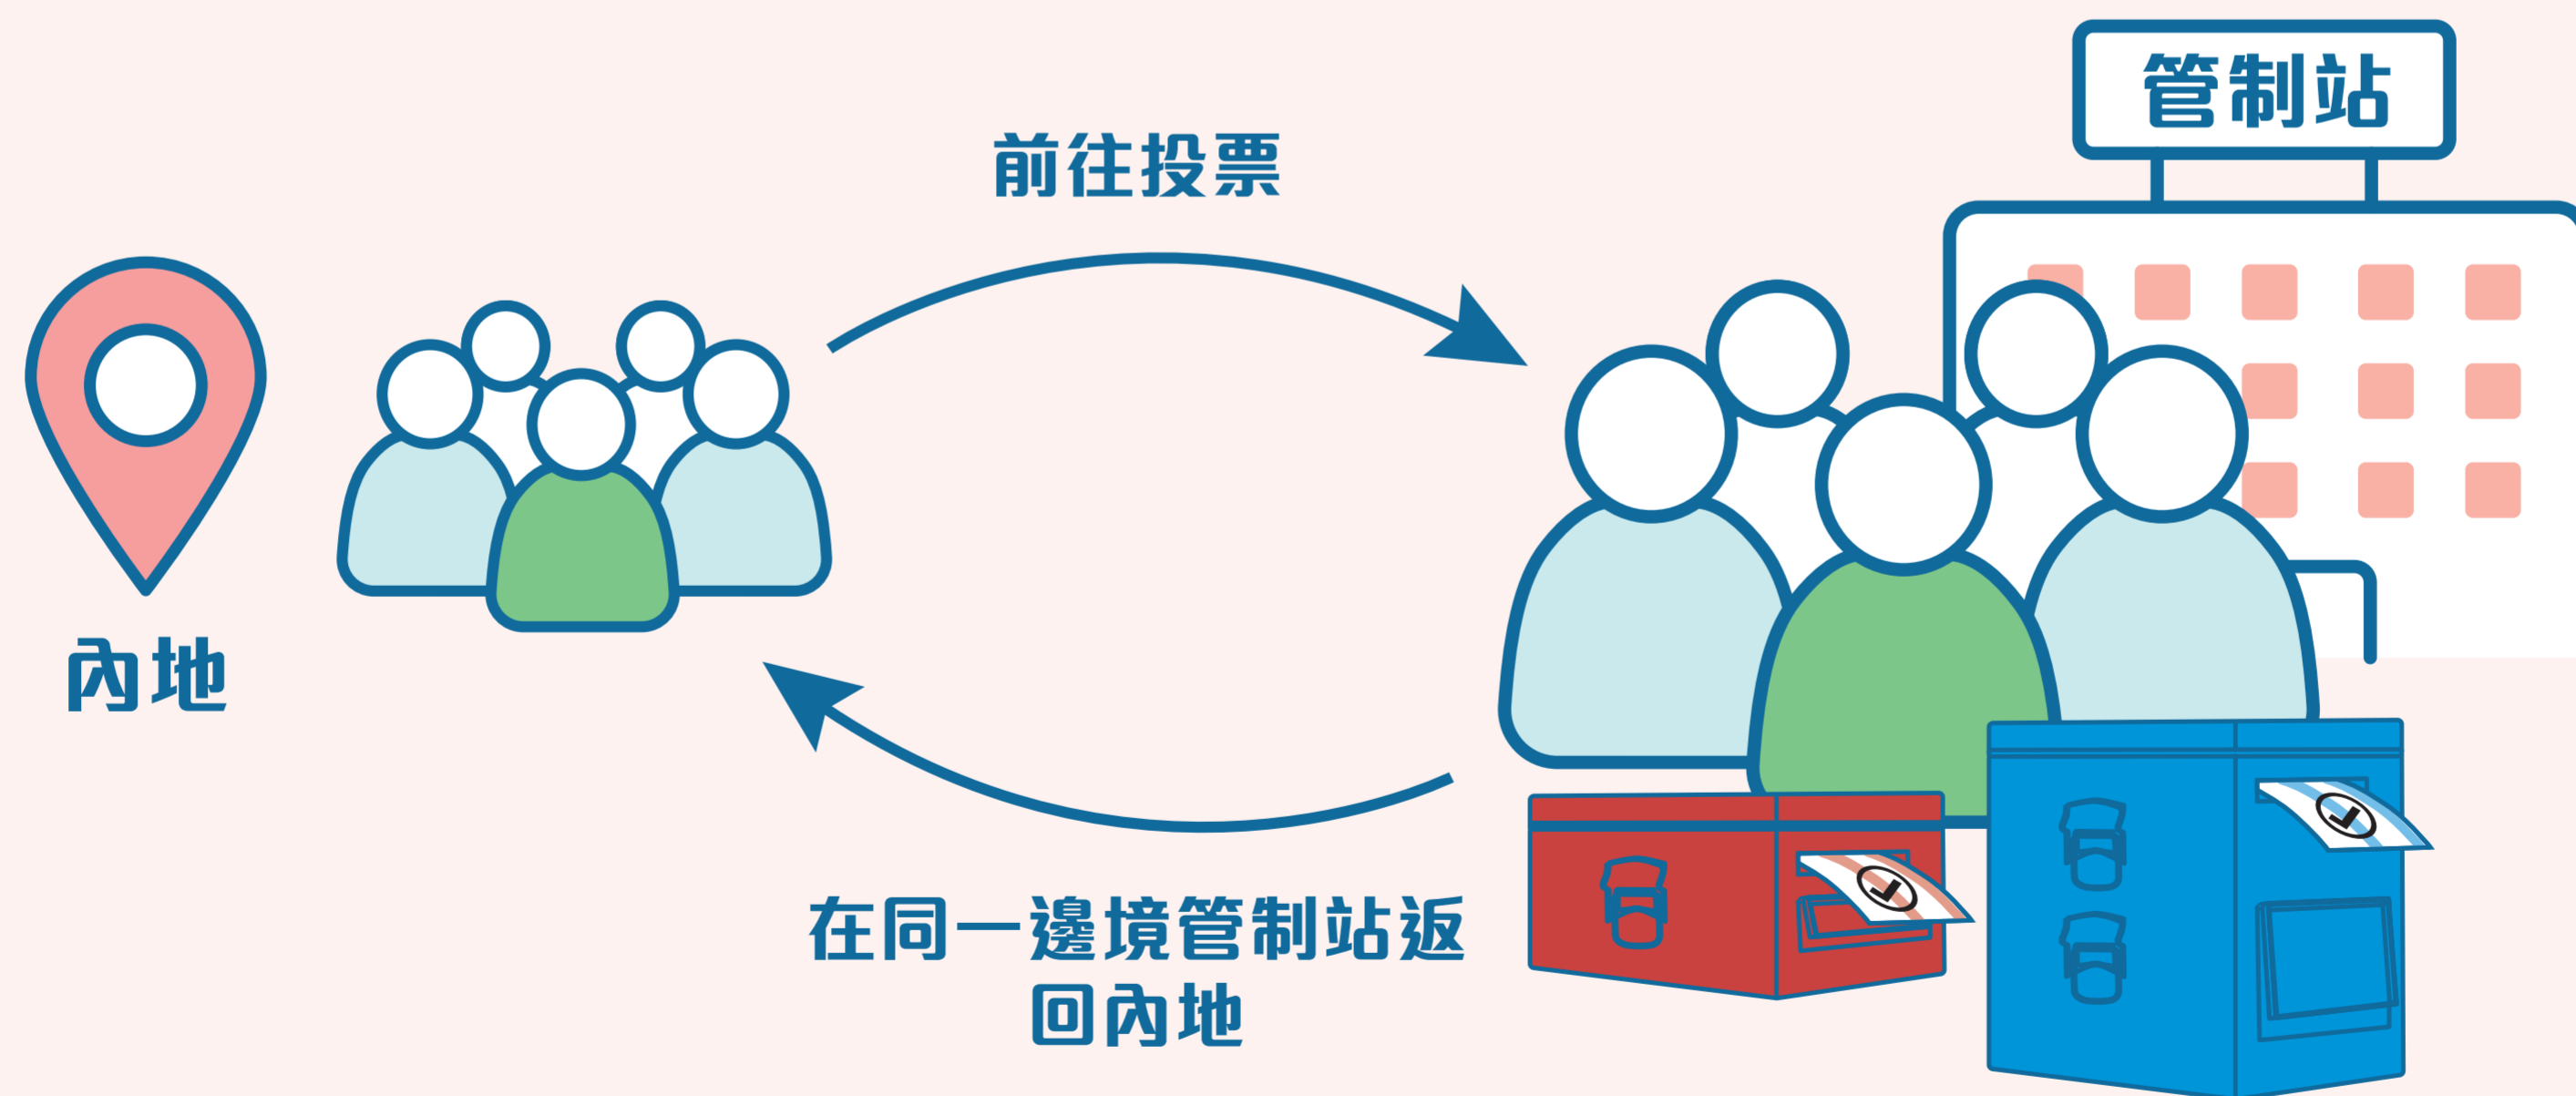 管制站
前往投票
內地
在同一邊境管制站返
回內地